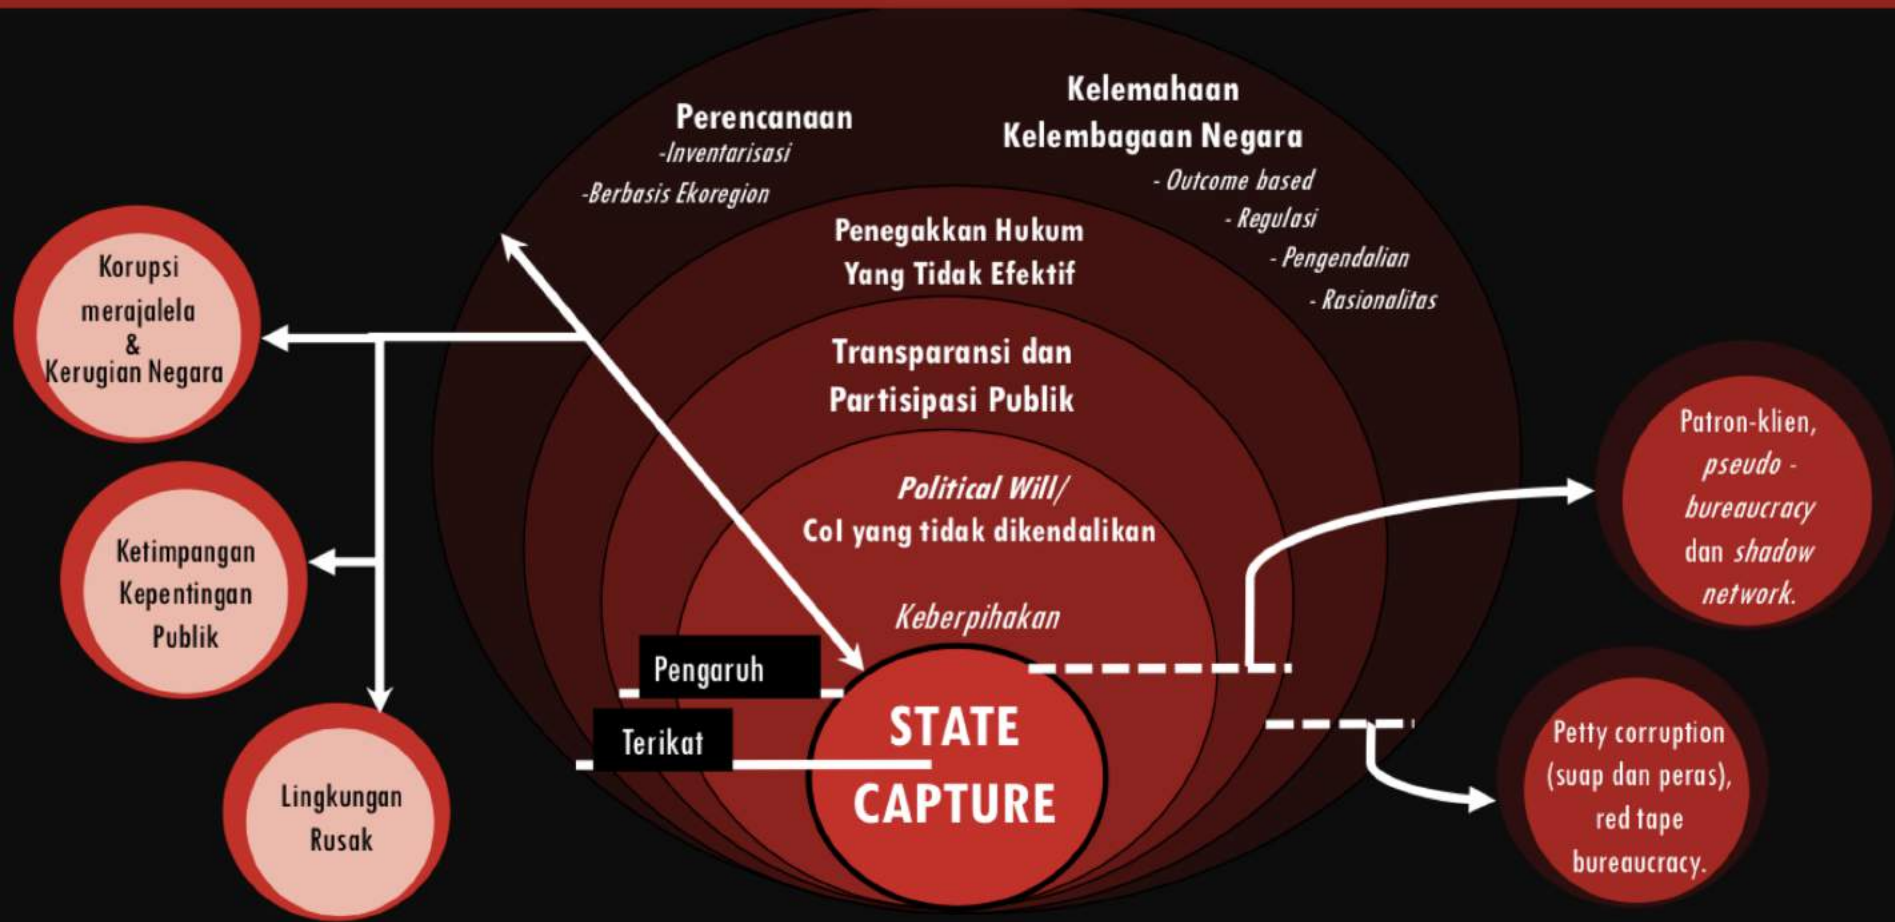 Perencanaan
-Inventarisasi
-Berbasis Ekoregion
Kelemahaan
Kelembagaan Negara
- Outcome based
- Regulasi
- Pengendalian
- Rasionalitas
Penegakkan Hukum
Yang Tidak Efektif
Transparansi dan
Partisipasi Publik
Political Will/
CoI yang tidak dikendalikan
Keberpihakan
Pengaruh
Terikat
STATE
CAPTURE
Korupsi
merajalela
&
Kerugian Negara
Ketimpangan
Kepentingan
Publik
Lingkungan
Rusak
Patron-klien,
pseudo -
bureaucracy
dan shadow
network.
Petty corruption
(suap dan peras),
red tape
bureaucracy.